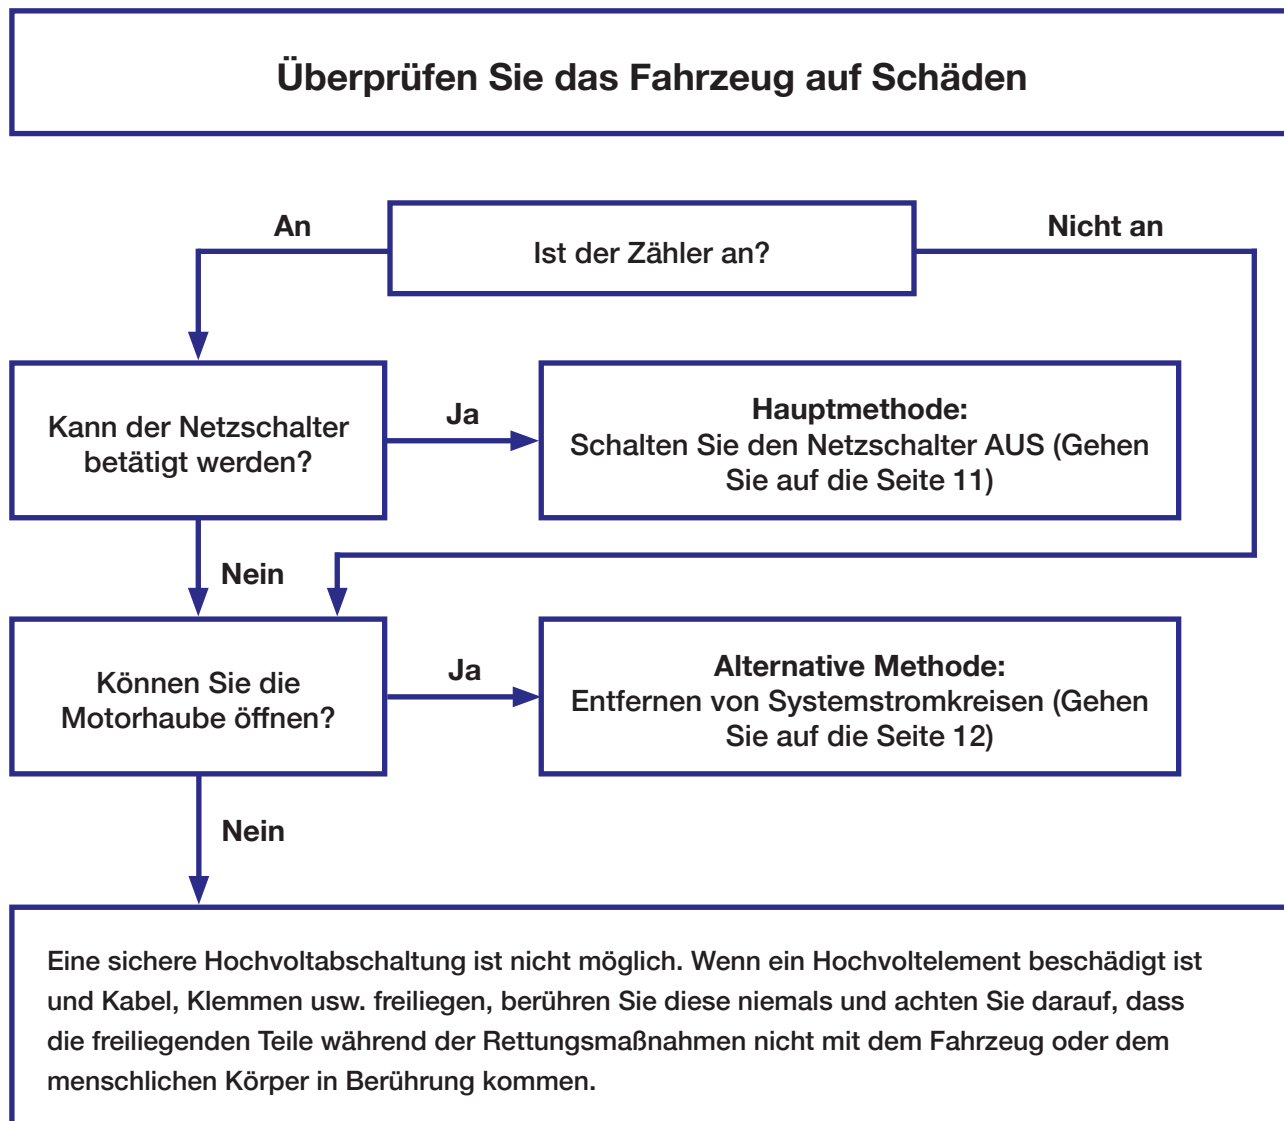 Überprüfen Sie das Fahrzeug auf Schäden
An
Ist der Zähler an?
Nicht an
Kann der Netzschalter
betätigt werden?
Ja
Hauptmethode:
Schalten Sie den Netzschalter AUS (Gehen
Sie auf die Seite 11)
Nein
Können Sie die
Motorhaube öffnen?
Ja
Alternative Methode:
Entfernen von Systemstromkreisen (Gehen
Sie auf die Seite 12)
Nein
Eine sichere Hochvoltabschaltung ist nicht möglich. Wenn ein Hochvoltelement beschädigt ist
und Kabel, Klemmen usw. freiliegen, berühren Sie diese niemals und achten Sie darauf, dass
die freiliegenden Teile während der Rettungsmaßnahmen nicht mit dem Fahrzeug oder dem
menschlichen Körper in Berührung kommen.